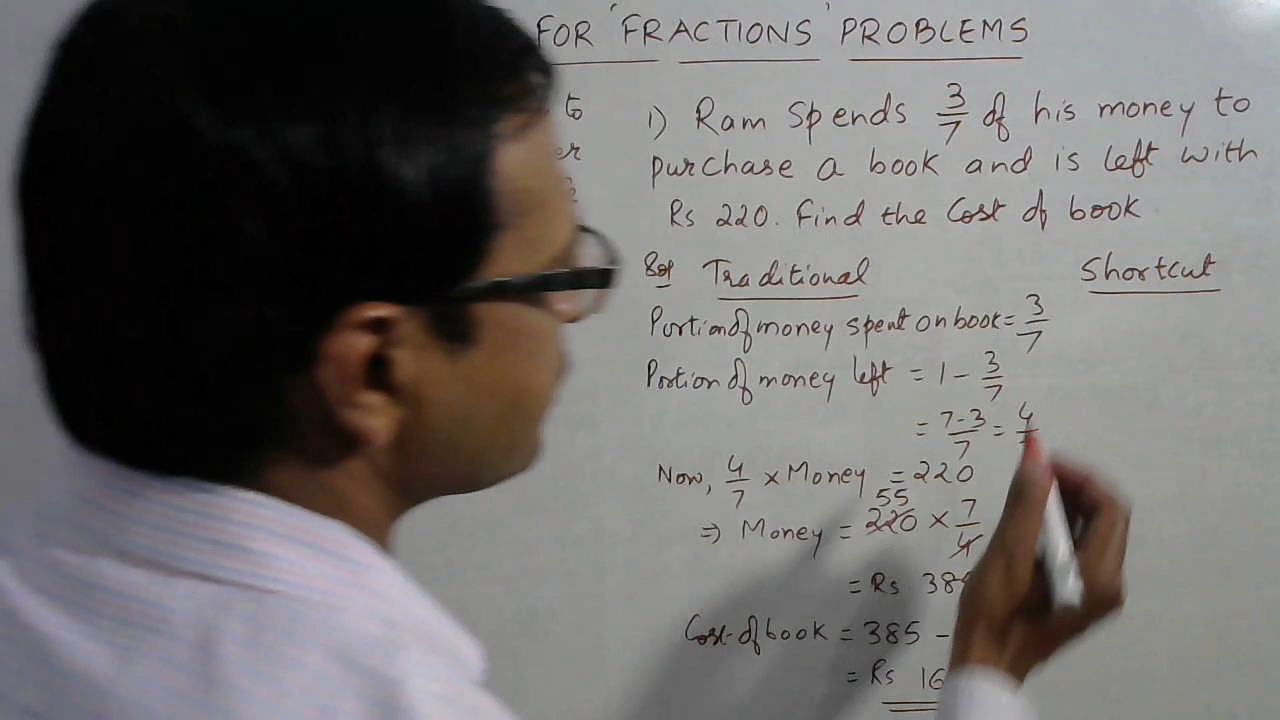 FOR 'FRACTIONS' PROBLEMS
to
er
1) Ram Spends 3/7 of his money to
purchase a book and is left with
Rs 220. Find the Cost of book
Sol Traditional Shortcut
Portion of money spent on book = 3/7
Portion of money left = 1 - 3/7
= 7-3/7 = 4
Now, 4/7 × Money = 220
55
⇒ Money = 220 × 7/4
= Rs 38
Cost of book = 385 -
= Rs 16